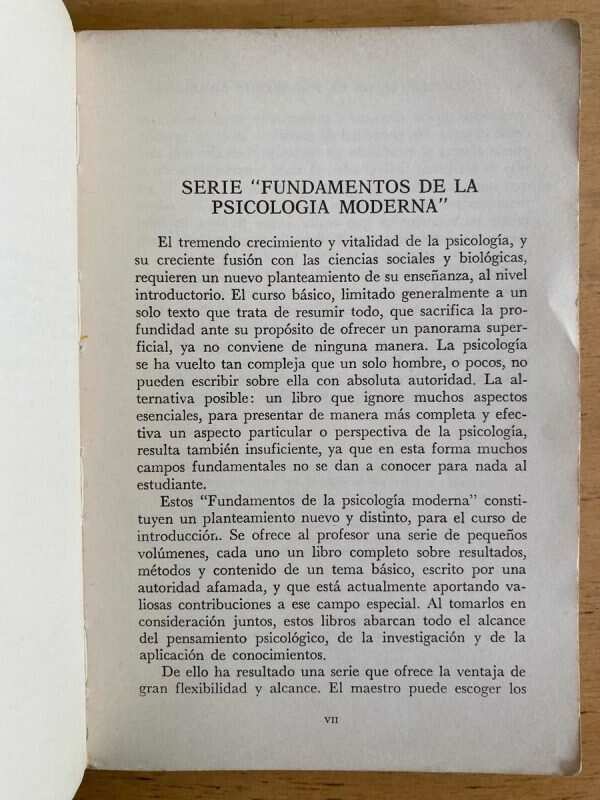 SERIE "FUNDAMENTOS DE LA
PSICOLOGIA MODERNA"
El tremendo crecimiento y vitalidad de la psicología, y
su creciente fusión con las ciencias sociales y biológicas,
requieren un nuevo planteamiento de su enseñanza, al nivel
introductorio. El curso básico, limitado generalmente a un
solo texto que trata de resumir todo, que sacrifica la pro-
fundidad ante su propósito de ofrecer un panorama super-
ficial, ya no conviene de ninguna manera. La psicología
se ha vuelto tan compleja que un solo hombre, o pocos, no
pueden escribir sobre ella con absoluta autoridad. La al-
ternativa posible: un libro que ignore muchos aspectos
esenciales, para presentar de manera más completa y efec-
tiva un aspecto particular o perspectiva de la psicología,
resulta también insuficiente, ya que en esta forma muchos
campos fundamentales no se dan a conocer para nada al
estudiante.
Estos "Fundamentos de la psicología moderna" consti-
tuyen un planteamiento nuevo y distinto, para el curso de
introducción. Se ofrece al profesor una serie de pequeños
volúmenes, cada uno un libro completo sobre resultados,
métodos y contenido de un tema básico, escrito por una
autoridad afamada, y que está actualmente aportando va-
liosas contribuciones a ese campo especial. Al tomarlos en
consideración juntos, estos libros abarcan todo el alcance
del pensamiento psicológico, de la investigación y de la
aplicación de conocimientos.
De ello ha resultado una serie que ofrece la ventaja de
gran flexibilidad y alcance. El maestro puede escoger los
VII